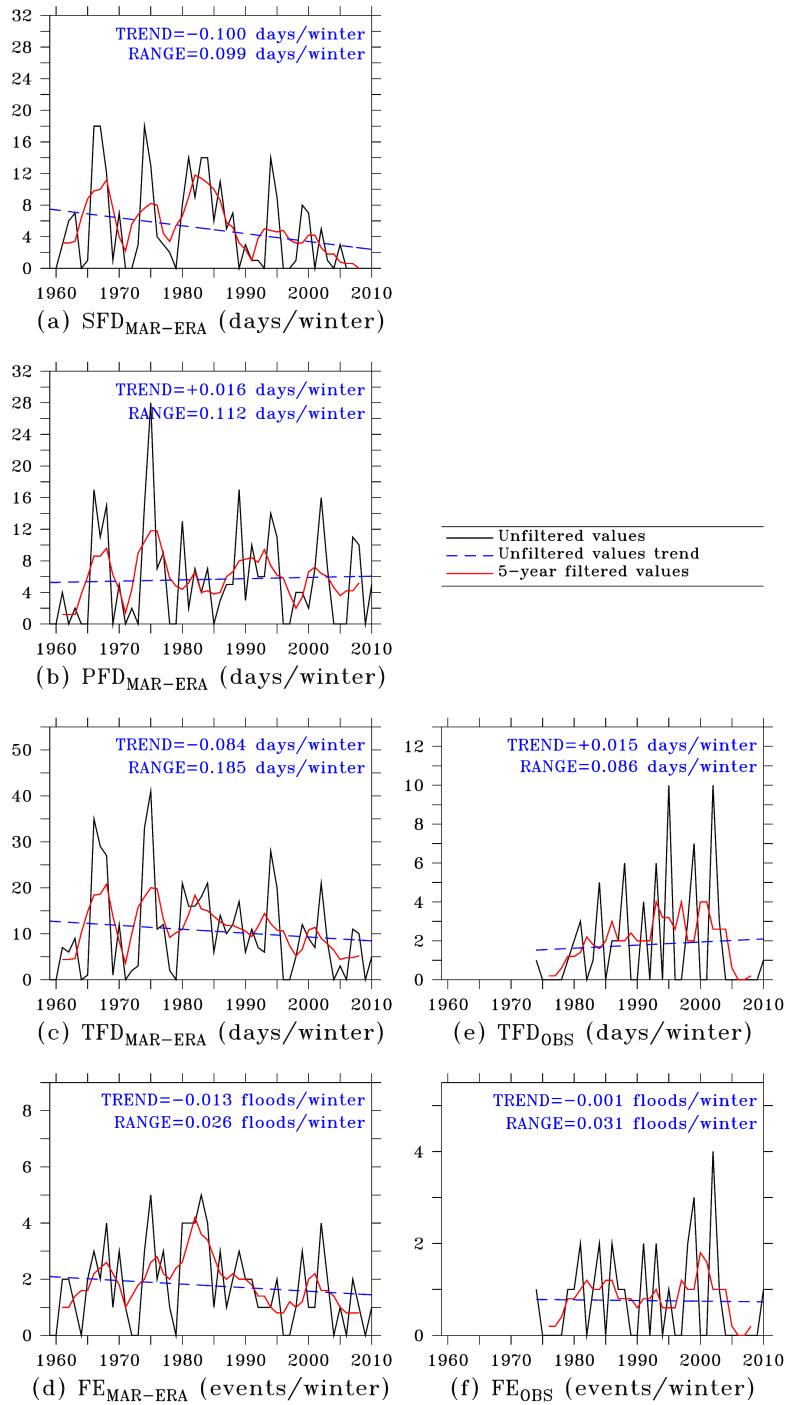 32
28
24
20
16
12
8
4
0
TREND=−0.100 days/winter
RANGE=0.099 days/winter
1960 1970 1980 1990 2000 2010
(a) SFD_MAR−ERA (days/winter)
32
28
24
20
16
12
8
4
0
TREND=+0.016 days/winter
RANGE=0.112 days/winter
1960 1970 1980 1990 2000 2010
(b) PFD_MAR−ERA (days/winter)
Unfiltered values
Unfiltered values trend
5−year filtered values
50
40
30
20
10
0
TREND=−0.084 days/winter
RANGE=0.185 days/winter
1960 1970 1980 1990 2000 2010
(c) TFD_MAR−ERA (days/winter)
12
10
8
6
4
2
0
TREND=+0.015 days/winter
RANGE=0.086 days/winter
1960 1970 1980 1990 2000 2010
(e) TFD_OBS (days/winter)
8
6
4
2
0
TREND=−0.013 floods/winter
RANGE=0.026 floods/winter
1960 1970 1980 1990 2000 2010
(d) FE_MAR−ERA (events/winter)
4
2
0
TREND=−0.001 floods/winter
RANGE=0.031 floods/winter
1960 1970 1980 1990 2000 2010
(f) FE_OBS (events/winter)